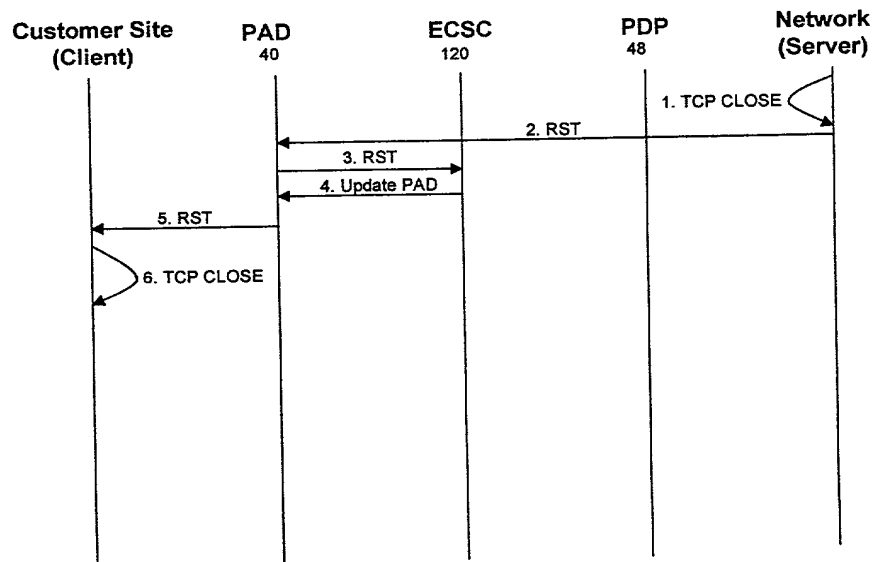 Customer Site
(Client)
PAD
40
ECSC
120
PDP
48
Network
(Server)
1. TCP CLOSE
2. RST
3. RST
4. Update PAD
5. RST
6. TCP CLOSE